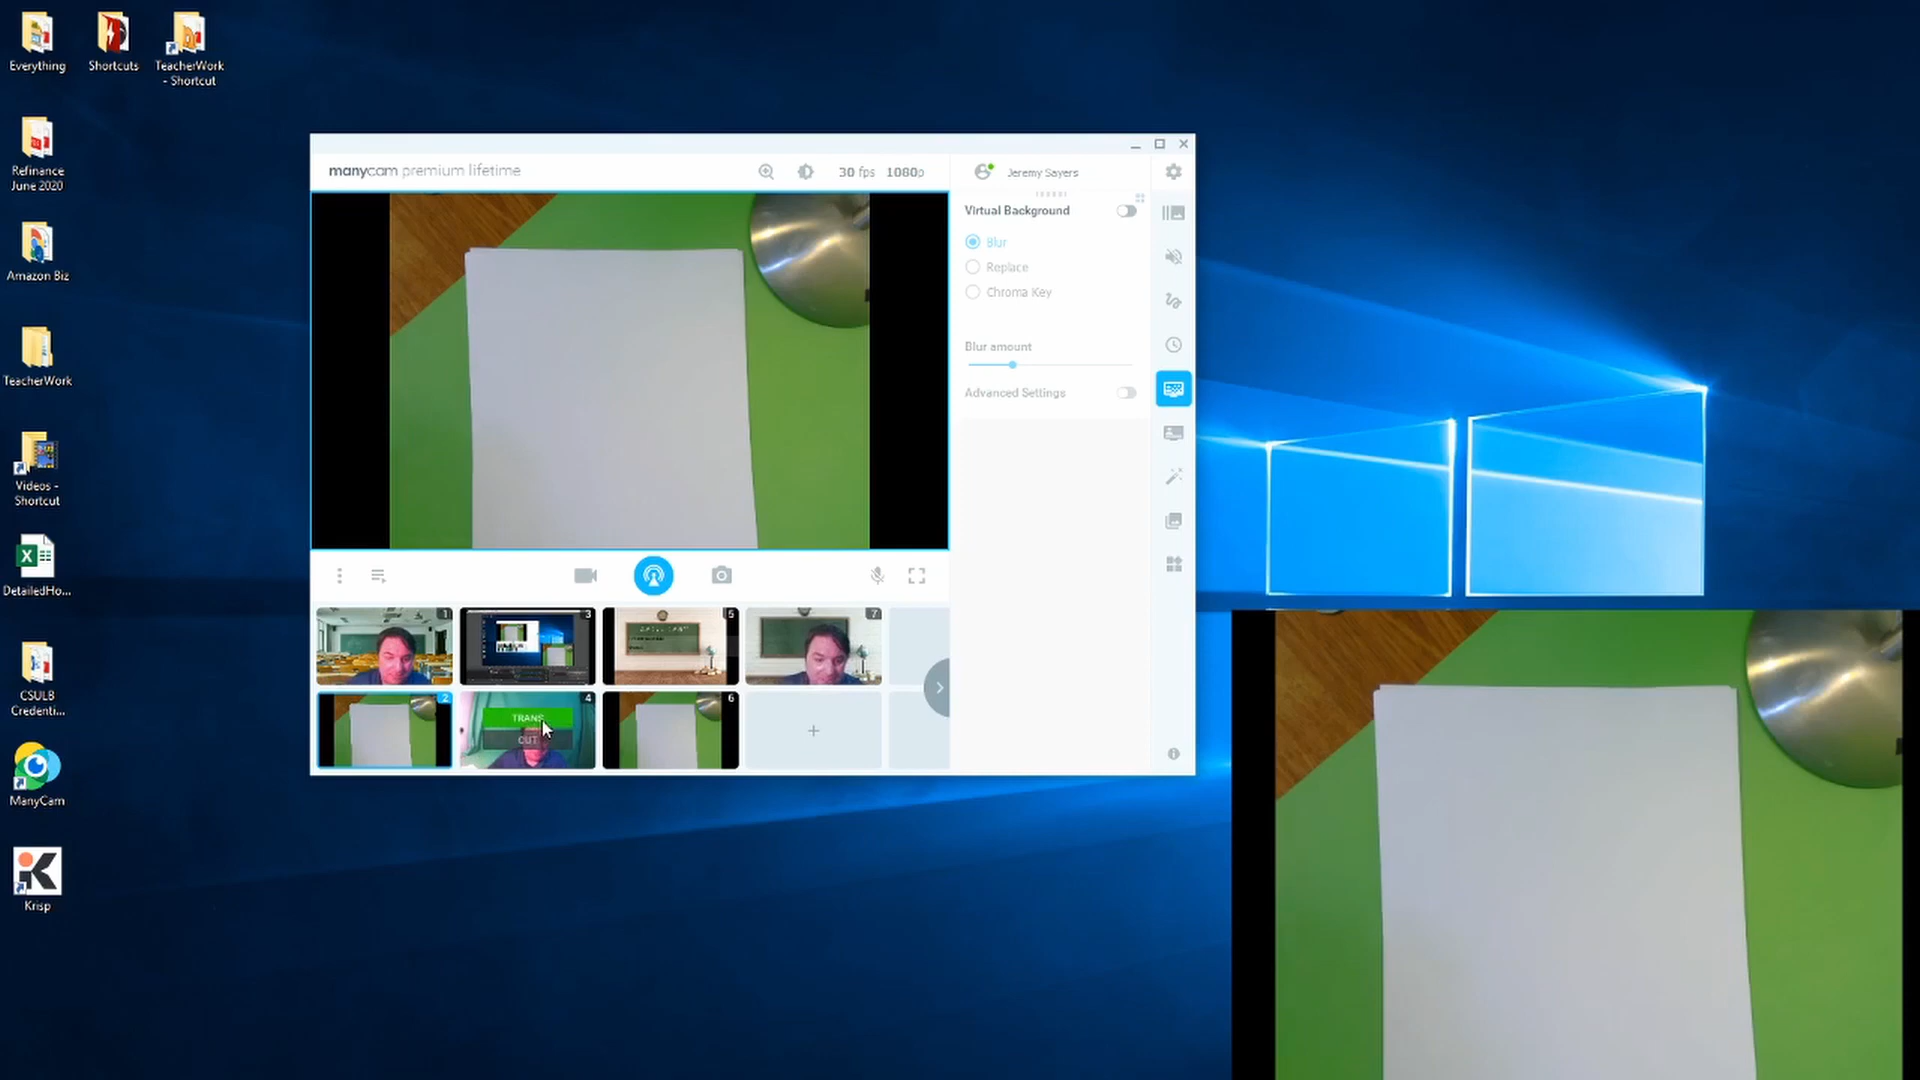 Everything
Shortcuts
TeacherWork
- Shortcut
Refinance
June 2020
Amazon Biz
TeacherWork
Videos -
Shortcut
DetailedHo...
CSULB
Credenti...
ManyCam
Krisp
manycam premium lifetime
30 fps 1080p
Jeremy Sayers
Virtual Background
Blur
Replace
Chroma Key
Blur amount
Advanced Settings
1
3
5
7
2
4
6
TRANS
CUT